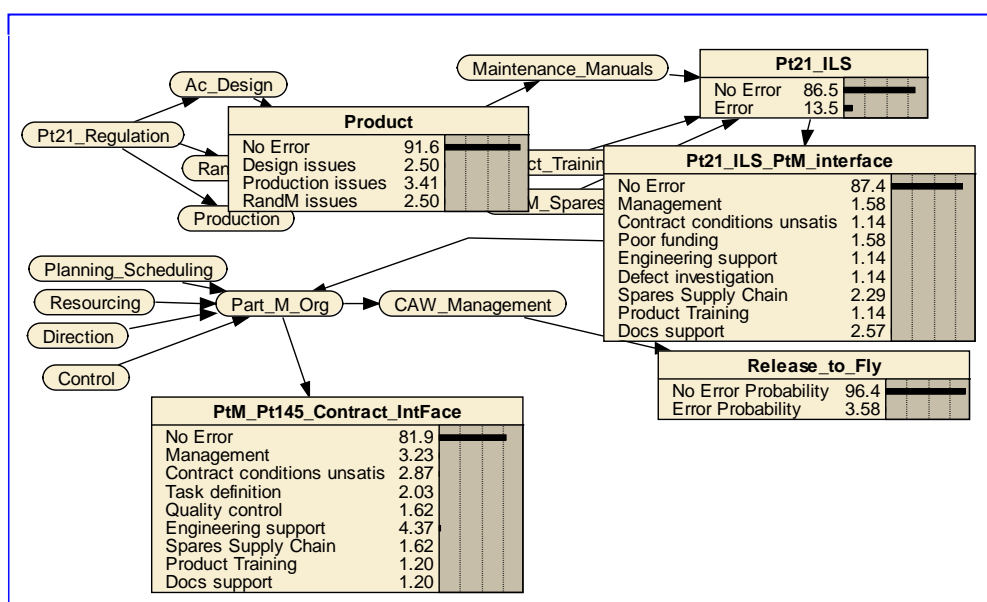 Maintenance_Manuals
Pt21_ILS
No Error 86.5
Error 13.5
Ac_Design
Pt21_Regulation
Product
No Error 91.6
Design issues 2.50
Production issues 3.41
RandM issues 2.50
Production
Pt21_ILS_PtM_interface
No Error 87.4
Management 1.58
Contract conditions unsatis 1.14
Poor funding 1.58
Engineering support 1.14
Defect investigation 1.14
Spares Supply Chain 2.29
Product Training 1.14
Docs support 2.57
Planning_Scheduling
Resourcing
Direction
Control
Part_M_Org
CAW_Management
Release_to_Fly
No Error Probability 96.4
Error Probability 3.58
PtM_Pt145_Contract_IntFace
No Error 81.9
Management 3.23
Contract conditions unsatis 2.87
Task definition 2.03
Quality control 1.62
Engineering support 4.37
Spares Supply Chain 1.62
Product Training 1.20
Docs support 1.20